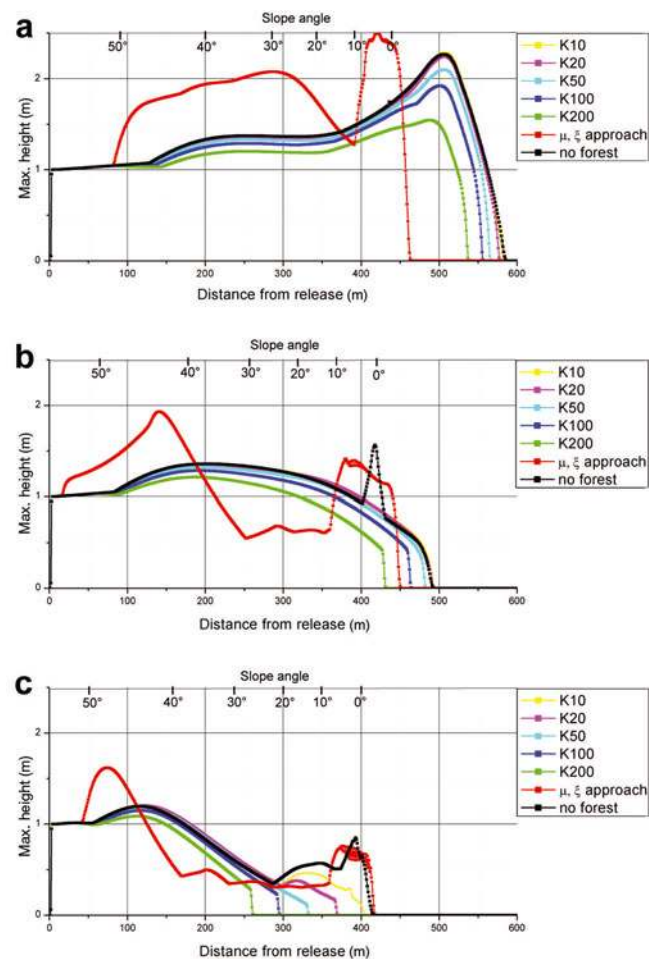 a
Slope angle
50° 40° 30° 20° 10° 0°
Max. height (m)
2
1
0
0 100 200 300 400 500 600
Distance from release (m)
K10
K20
K50
K100
K200
μ, ξ approach
no forest
b
Slope angle
50° 40° 30° 20° 10° 0°
Max. height (m)
2
1
0
0 100 200 300 400 500 600
Distance from release (m)
K10
K20
K50
K100
K200
μ, ξ approach
no forest
c
Slope angle
50° 40° 30° 20° 10° 0°
Max. height (m)
2
1
0
0 100 200 300 400 500 600
Distance from release (m)
K10
K20
K50
K100
K200
μ, ξ approach
no forest